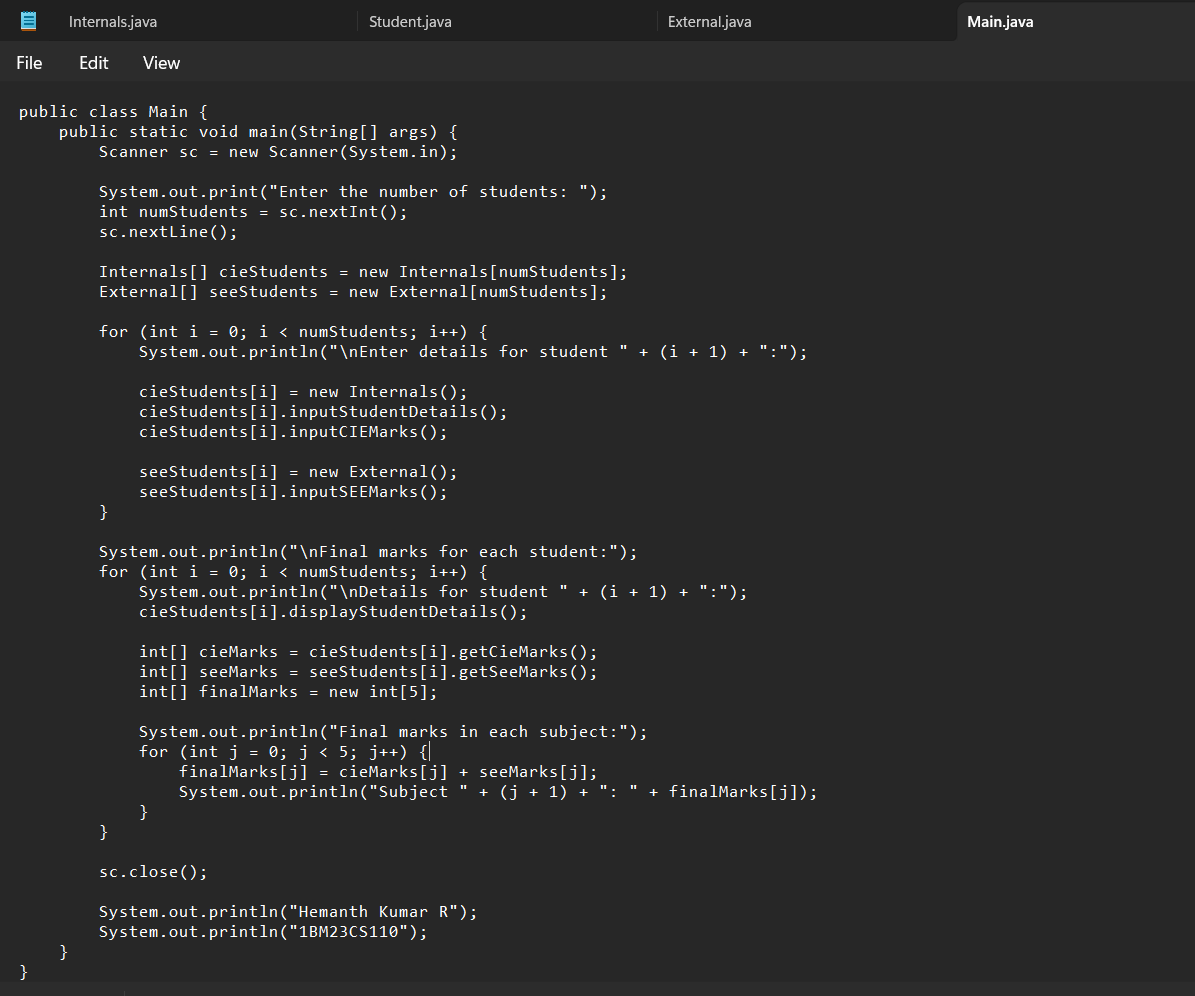 Internals.java
Student.java
External.java
Main.java
File
Edit
View
public class Main {
    public static void main(String[] args) {
        Scanner sc = new Scanner(System.in);

        System.out.print("Enter the number of students: ");
        int numStudents = sc.nextInt();
        sc.nextLine();

        Internals[] cieStudents = new Internals[numStudents];
        External[] seeStudents = new External[numStudents];

        for (int i = 0; i < numStudents; i++) {
            System.out.println("\nEnter details for student " + (i + 1) + ":");

            cieStudents[i] = new Internals();
            cieStudents[i].inputStudentDetails();
            cieStudents[i].inputCIEMarks();

            seeStudents[i] = new External();
            seeStudents[i].inputSEEMarks();
        }

        System.out.println("\nFinal marks for each student:");
        for (int i = 0; i < numStudents; i++) {
            System.out.println("\nDetails for student " + (i + 1) + ":");
            cieStudents[i].displayStudentDetails();

            int[] cieMarks = cieStudents[i].getCieMarks();
            int[] seeMarks = seeStudents[i].getSeeMarks();
            int[] finalMarks = new int[5];

            System.out.println("Final marks in each subject:");
            for (int j = 0; j < 5; j++) {
                finalMarks[j] = cieMarks[j] + seeMarks[j];
                System.out.println("Subject " + (j + 1) + ": " + finalMarks[j]);
            }
        }

        sc.close();

        System.out.println("Hemanth Kumar R");
        System.out.println("1BM23CS110");
    }
}